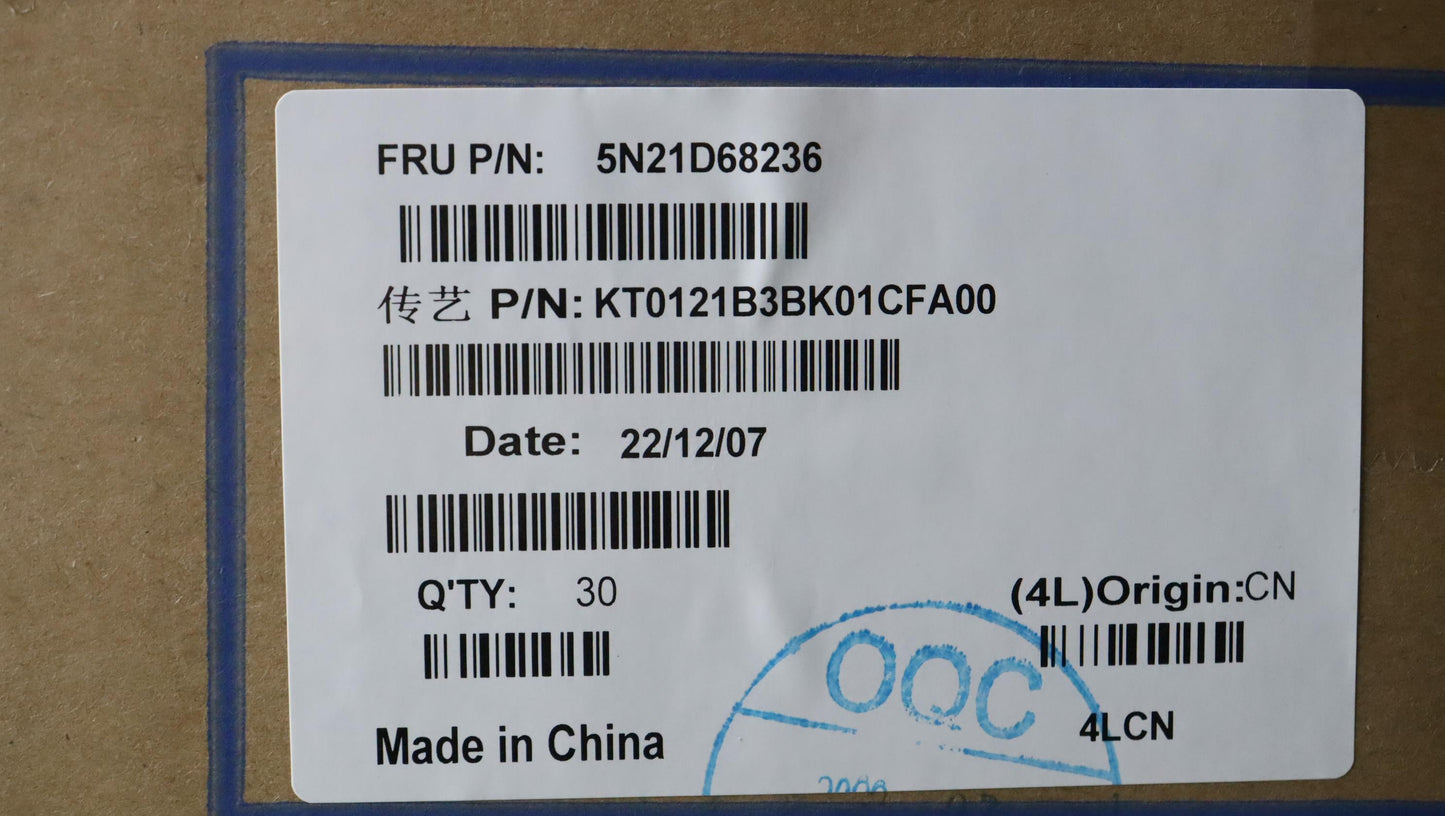 FRU P/N: 5N21D68236
传艺 P/N: KT0121B3BK01CFA00
Date: 22/12/07
Q'TY: 30
(4L)Origin:CN
OQC
4LCN
Made in China